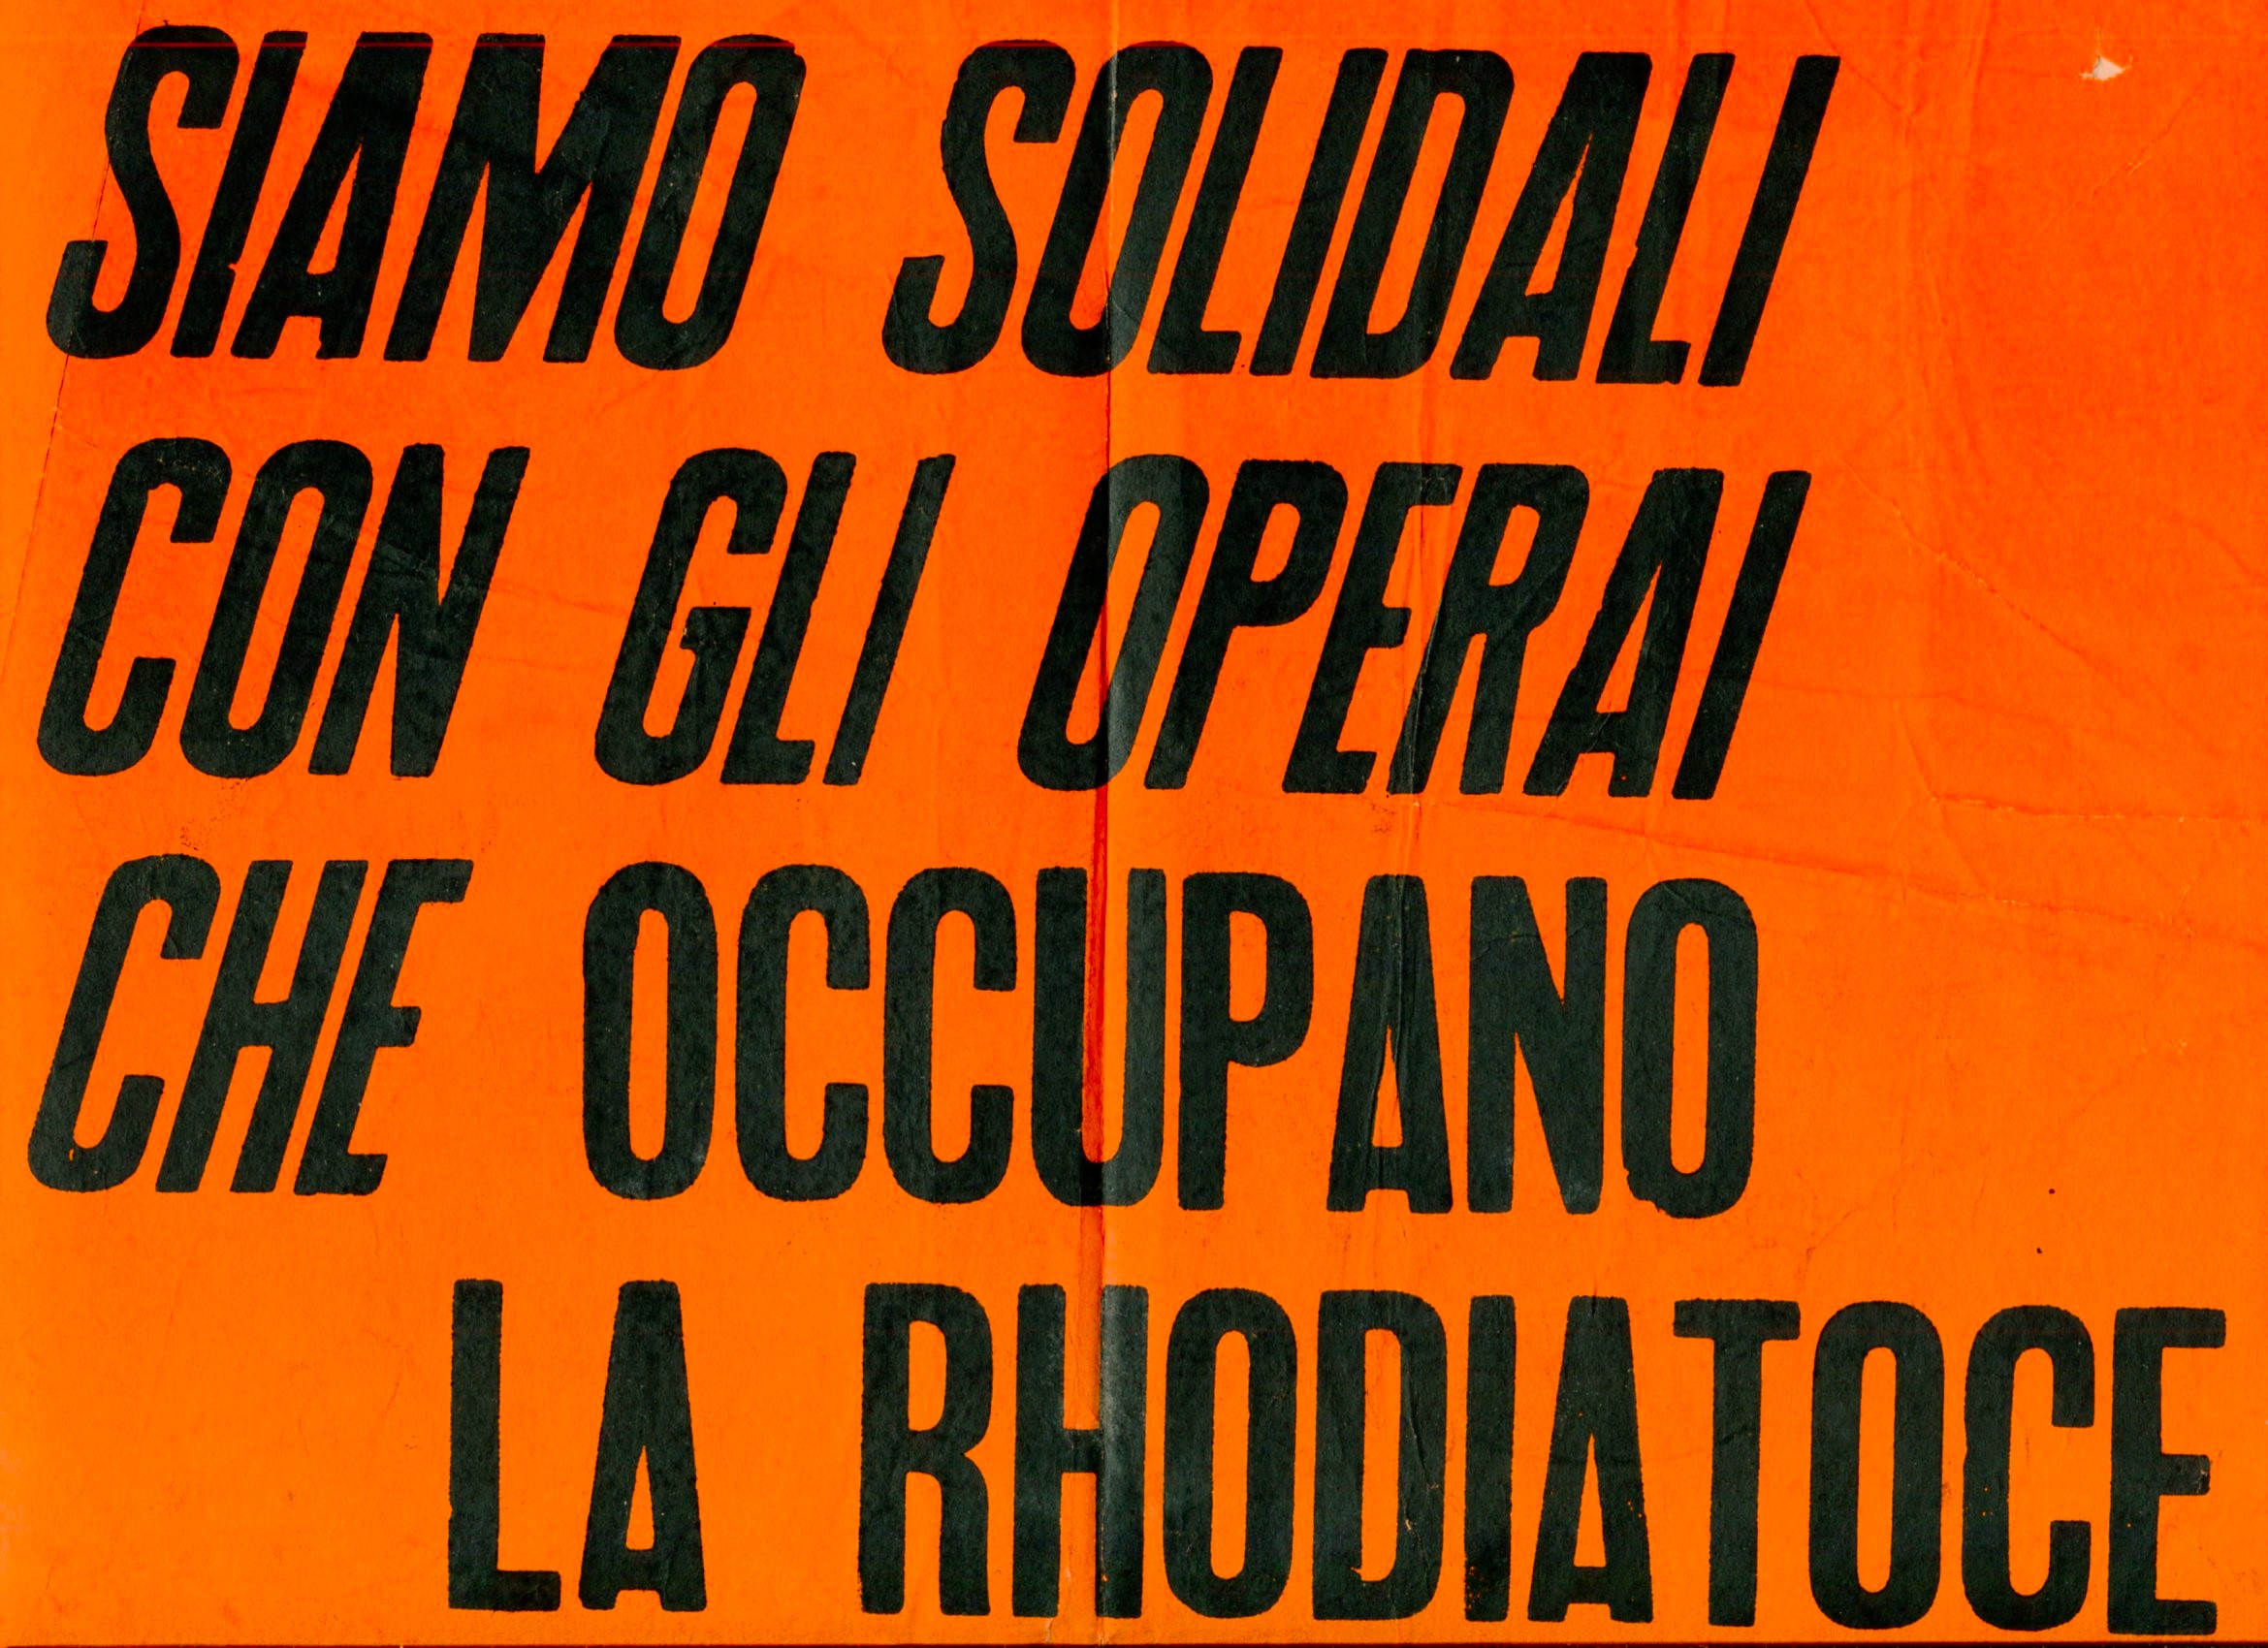 SIAMO SOLIDALI
CON GLI OPERAI
CHE OCCUPANO
LA RHODIATOCE